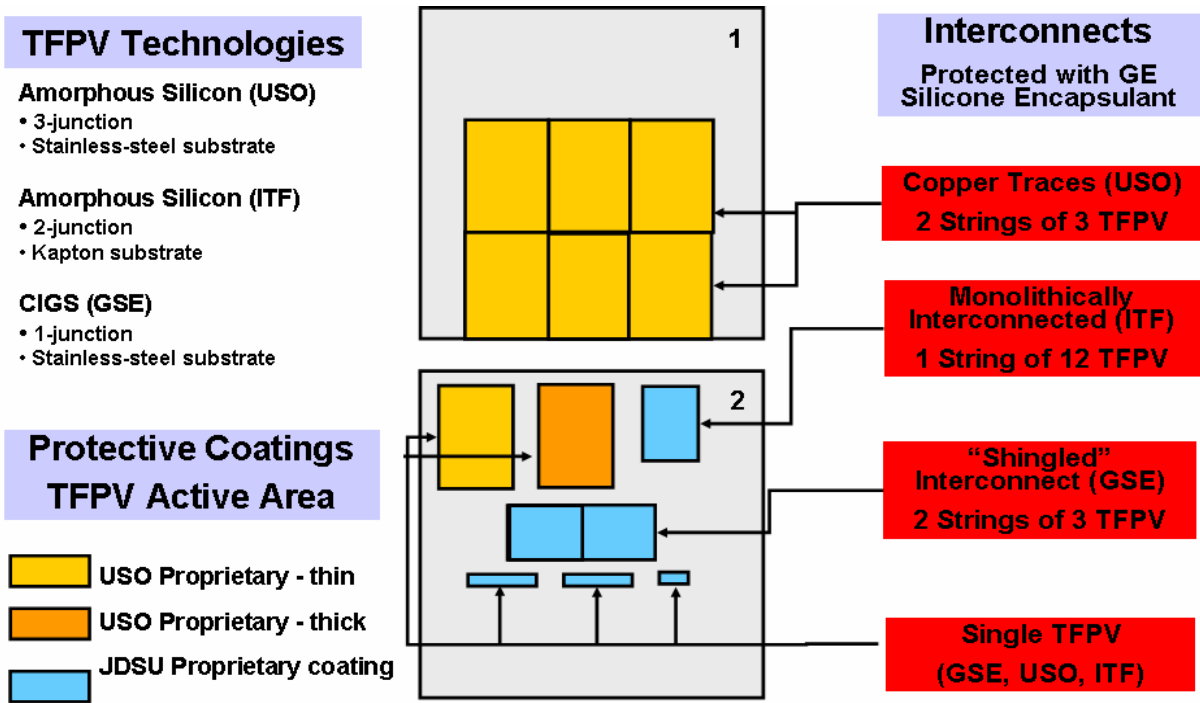 TFPV Technologies
Amorphous Silicon (USO)
• 3-junction
• Stainless-steel substrate
Amorphous Silicon (ITF)
• 2-junction
• Kapton substrate
CIGS (GSE)
• 1-junction
• Stainless-steel substrate
Protective Coatings
TFPV Active Area
USO Proprietary - thin
USO Proprietary - thick
JDSU Proprietary coating
1
2
Interconnects
Protected with GE
Silicone Encapsulant
Copper Traces (USO)
2 Strings of 3 TFPV
Monolithically
Interconnected (ITF)
1 String of 12 TFPV
“Shingled”
Interconnect (GSE)
2 Strings of 3 TFPV
Single TFPV
(GSE, USO, ITF)